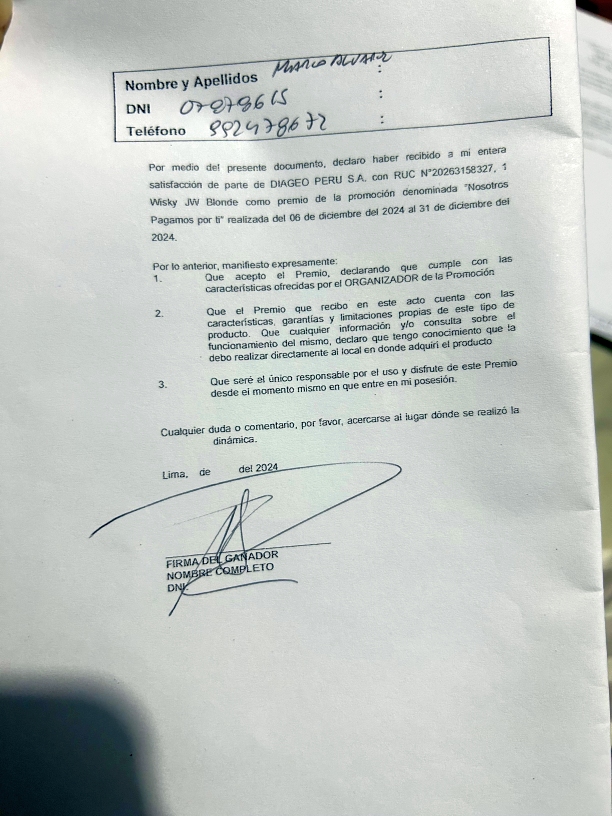 Nombre y Apellidos : Marco Alvarz
DNI 07878615 :
Teléfono 992478672 :
Por medio del presente documento, declaro haber recibido a mi entera
satisfacción de parte de DIAGEO PERU S.A. con RUC N°20263158327, 1
Wisky JW Blonde como premio de la promoción denominada "Nosotros
Pagamos por ti" realizada del 06 de diciembre del 2024 al 31 de diciembre del
2024.
Por lo anterior, manifiesto expresamente:
1. Que acepto el Premio, declarando que cumple con las
características ofrecidas por el ORGANIZADOR de la Promoción
2. Que el Premio que recibo en este acto cuenta con las
características, garantías y limitaciones propias de este tipo de
producto. Que cualquier información y/o consulta sobre el
funcionamiento del mismo, declaro que tengo conocimiento que la
debo realizar directamente al local en donde adquirí el producto
3. Que seré el único responsable por el uso y disfrute de este Premio
desde el momento mismo en que entre en mi posesión.
Cualquier duda o comentario, por favor, acercarse al lugar dónde se realizó la
dinámica.
Lima, de del 2024
FIRMA DEL GANADOR
NOMBRE COMPLETO
DNI: